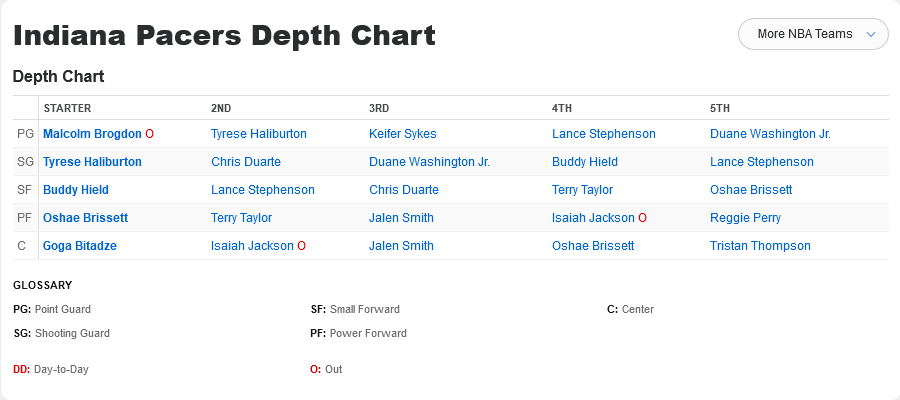 Indiana Pacers Depth Chart
More NBA Teams
Depth Chart
STARTER 2ND 3RD 4TH 5TH
PG Malcolm Brogdon O Tyrese Haliburton Keifer Sykes Lance Stephenson Duane Washington Jr.
SG Tyrese Haliburton Chris Duarte Duane Washington Jr. Buddy Hield Lance Stephenson
SF Buddy Hield Lance Stephenson Chris Duarte Terry Taylor Oshae Brissett
PF Oshae Brissett Terry Taylor Jalen Smith Isaiah Jackson O Reggie Perry
C Goga Bitadze Isaiah Jackson O Jalen Smith Oshae Brissett Tristan Thompson
GLOSSARY
PG: Point Guard SF: Small Forward C: Center
SG: Shooting Guard PF: Power Forward
DD: Day-to-Day O: Out